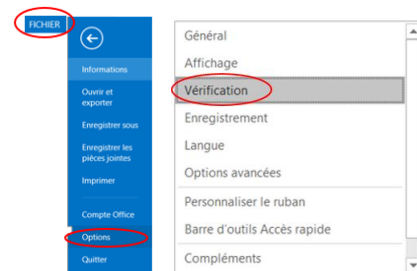 FICHIER
Informations
Ouvrir et
exporter
Enregistrer sous
Enregistrer les
pièces jointes
Imprimer
Compte Office
Options
Quitter
Général
Affichage
Vérification
Enregistrement
Langue
Options avancées
Personnaliser le ruban
Barre d'outils Accès rapide
Compléments